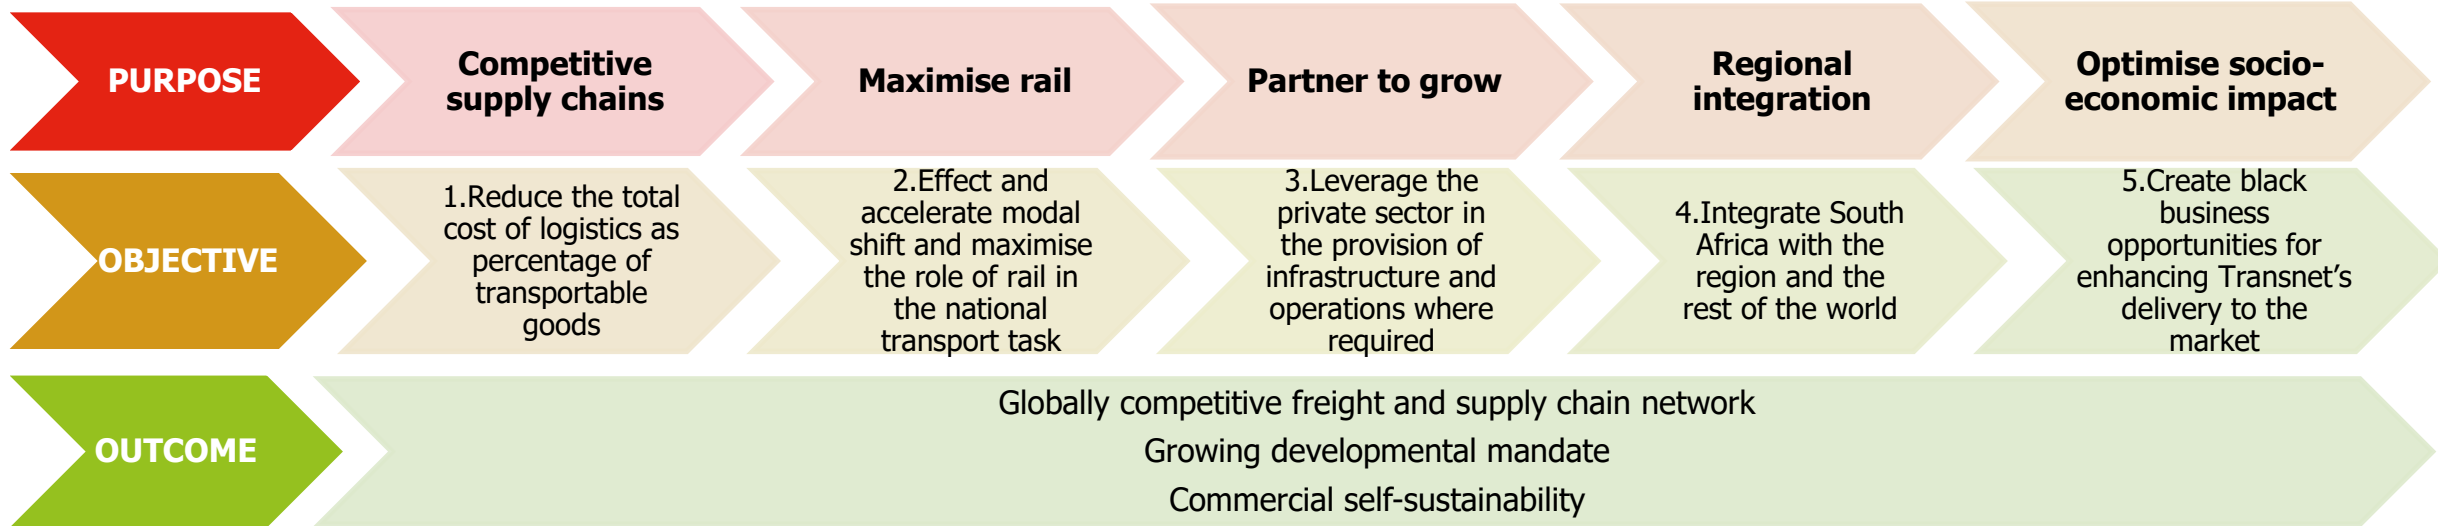 PURPOSE
Competitive
supply chains
Maximise rail
Partner to grow
Regional
integration
Optimise socio-
economic impact
OBJECTIVE
1.Reduce the total
cost of logistics as
percentage of
transportable
goods
2.Effect and
accelerate modal
shift and maximise
the role of rail in
the national
transport task
3.Leverage the
private sector in
the provision of
infrastructure and
operations where
required
4.Integrate South
Africa with the
region and the
rest of the world
5.Create black
business
opportunities for
enhancing Transnet’s
delivery to the
market
OUTCOME
Globally competitive freight and supply chain network
Growing developmental mandate
Commercial self-sustainability